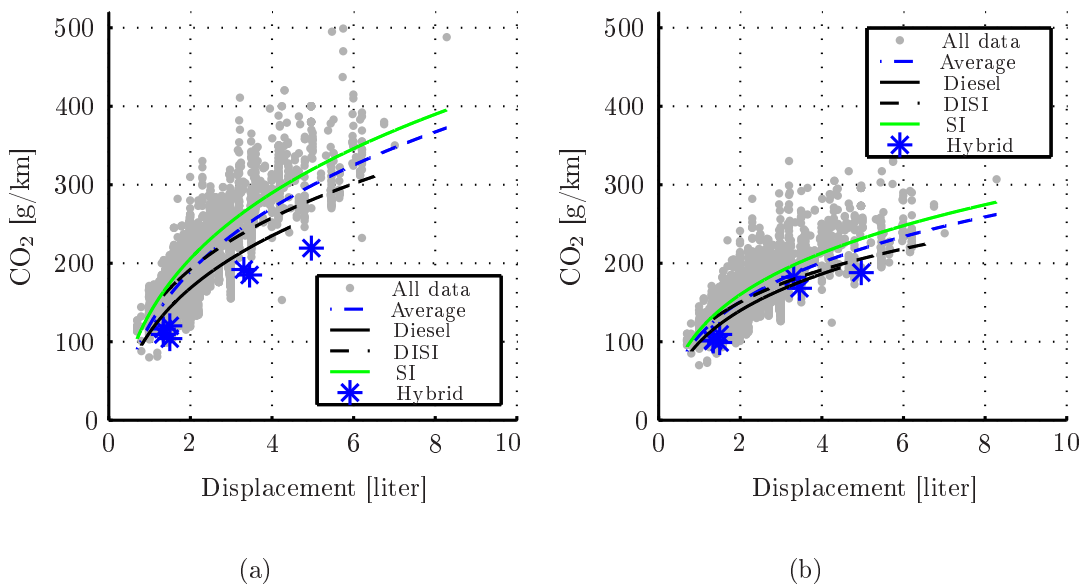 500
400
300
200
100
0
CO2 [g/km]
0 2 4 6 8 10
Displacement [liter]
All data
Average
Diesel
DISI
SI
Hybrid
(a)
500
400
300
200
100
0
CO2 [g/km]
0 2 4 6 8 10
Displacement [liter]
All data
Average
Diesel
DISI
SI
Hybrid
(b)